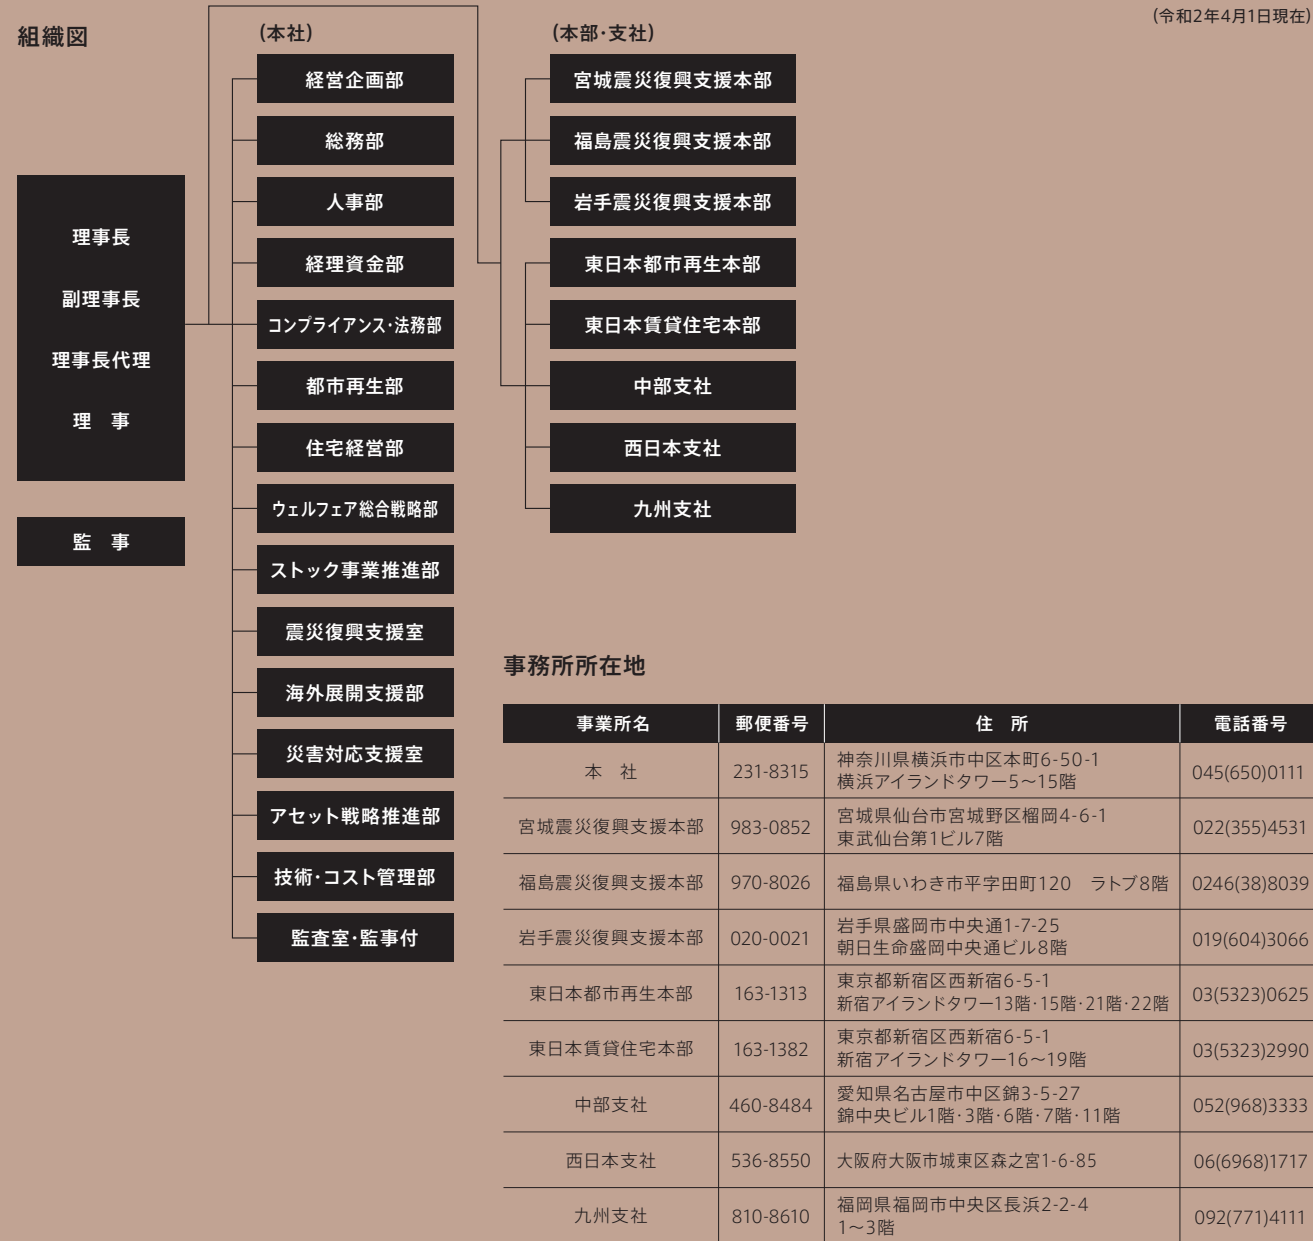 (令和2年4月1日現在)
組織図
理事長
副理事長
理事長代理
理　事
監　事
(本社)
経営企画部
総務部
人事部
経理資金部
コンプライアンス・法務部
都市再生部
住宅経営部
ウェルフェア総合戦略部
ストック事業推進部
震災復興支援室
海外展開支援部
災害対応支援室
アセット戦略推進部
技術・コスト管理部
監査室・監事付
(本部・支社)
宮城震災復興支援本部
福島震災復興支援本部
岩手震災復興支援本部
東日本都市再生本部
東日本賃貸住宅本部
中部支社
西日本支社
九州支社
事務所所在地
事業所名 郵便番号 住　所 電話番号
本　社 231-8315 神奈川県横浜市中区本町6-50-1
横浜アイランドタワー5〜15階 045(650)0111
宮城震災復興支援本部 983-0852 宮城県仙台市宮城野区榴岡4-6-1
東武仙台第1ビル7階 022(355)4531
福島震災復興支援本部 970-8026 福島県いわき市平字田町120　ラトブ8階 0246(38)8039
岩手震災復興支援本部 020-0021 岩手県盛岡市中央通1-7-25
朝日生命盛岡中央通ビル8階 019(604)3066
東日本都市再生本部 163-1313 東京都新宿区西新宿6-5-1
新宿アイランドタワー13階・15階・21階・22階 03(5323)0625
東日本賃貸住宅本部 163-1382 東京都新宿区西新宿6-5-1
新宿アイランドタワー16〜19階 03(5323)2990
中部支社 460-8484 愛知県名古屋市中区錦3-5-27
錦中央ビル1階・3階・6階・7階・11階 052(968)3333
西日本支社 536-8550 大阪府大阪市城東区森之宮1-6-85 06(6968)1717
九州支社 810-8610 福岡県福岡市中央区長浜2-2-4
1〜3階 092(771)4111